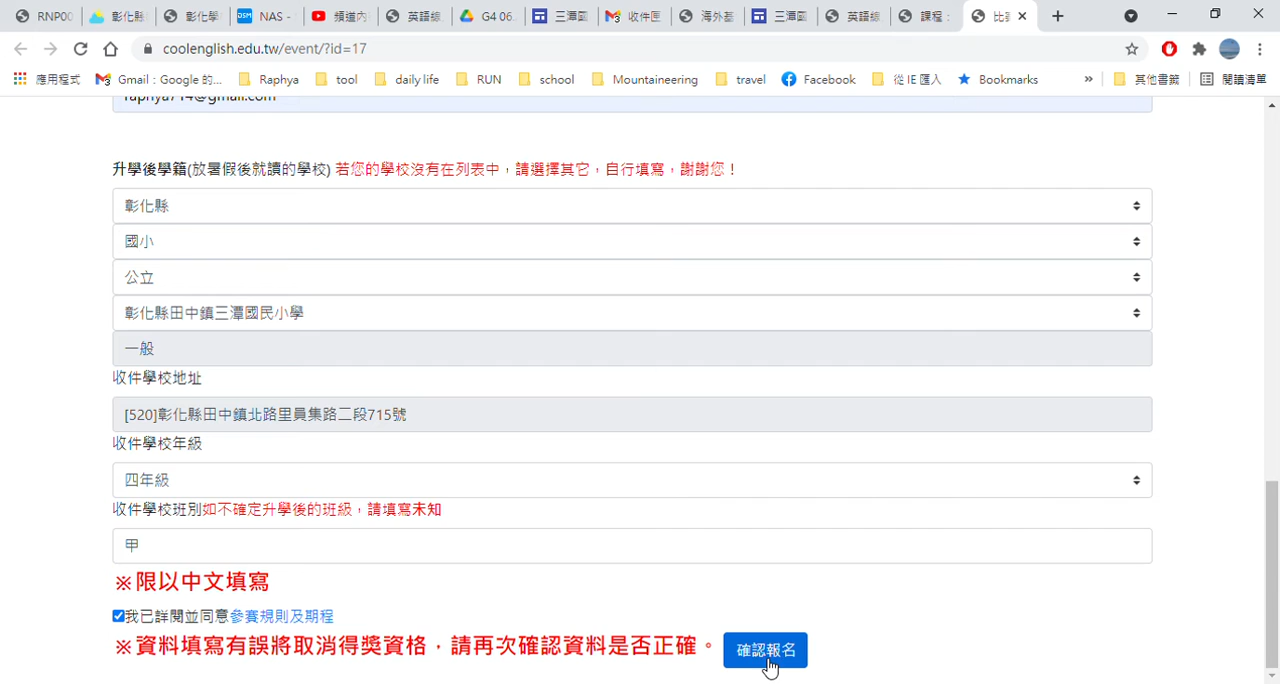 RNP00 彰化縣 彰化學 DSM NAS - 頻道內 英語線 G4 06. 三潭國 收件匣 海外基 三潭國 英語線 課程: 比賽
coolenglish.edu.tw/event/?id=17
應用程式 Gmail：Google 的... Raphya tool daily life RUN school Mountaineering travel Facebook 從 IE 匯入 Bookmarks » 其他書籤 閱讀清單
raphya714@gmail.com
升學後學籍(放暑假後就讀的學校) 若您的學校沒有在列表中，請選擇其它，自行填寫，謝謝您！
彰化縣
國小
公立
彰化縣田中鎮三潭國民小學
一般
收件學校地址
[520]彰化縣田中鎮北路里員集路二段715號
收件學校年級
四年級
收件學校班別如不確定升學後的班級，請填寫未知
甲
※限以中文填寫
我已詳閱並同意參賽規則及期程
※資料填寫有誤將取消得獎資格，請再次確認資料是否正確。 確認報名